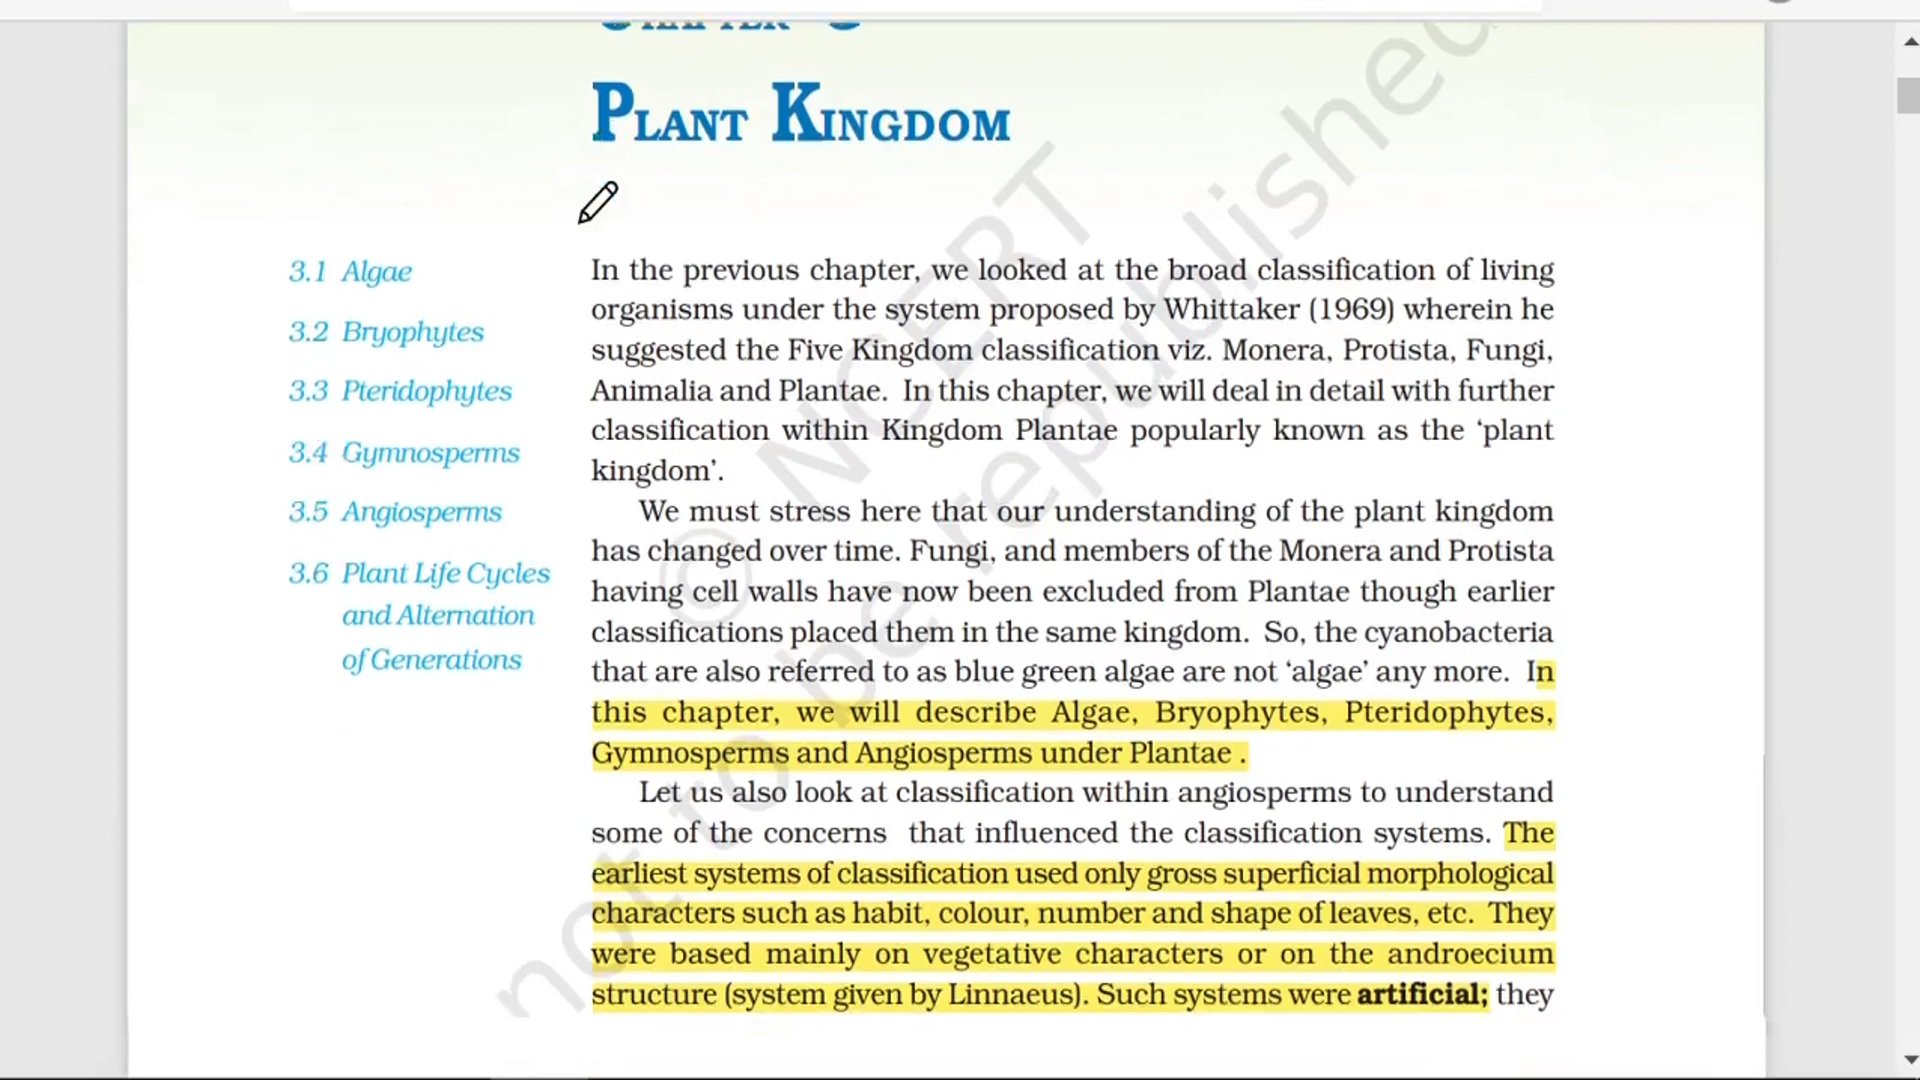 PLANT KINGDOM
3.1 Algae
3.2 Bryophytes
3.3 Pteridophytes
3.4 Gymnosperms
3.5 Angiosperms
3.6 Plant Life Cycles
and Alternation
of Generations
In the previous chapter, we looked at the broad classification of living
organisms under the system proposed by Whittaker (1969) wherein he
suggested the Five Kingdom classification viz. Monera, Protista, Fungi,
Animalia and Plantae. In this chapter, we will deal in detail with further
classification within Kingdom Plantae popularly known as the ‘plant
kingdom’.
We must stress here that our understanding of the plant kingdom
has changed over time. Fungi, and members of the Monera and Protista
having cell walls have now been excluded from Plantae though earlier
classifications placed them in the same kingdom. So, the cyanobacteria
that are also referred to as blue green algae are not ‘algae’ any more. In
this chapter, we will describe Algae, Bryophytes, Pteridophytes,
Gymnosperms and Angiosperms under Plantae .
Let us also look at classification within angiosperms to understand
some of the concerns that influenced the classification systems. The
earliest systems of classification used only gross superficial morphological
characters such as habit, colour, number and shape of leaves, etc. They
were based mainly on vegetative characters or on the androecium
structure (system given by Linnaeus). Such systems were artificial; they
© NCERT
not to be republished